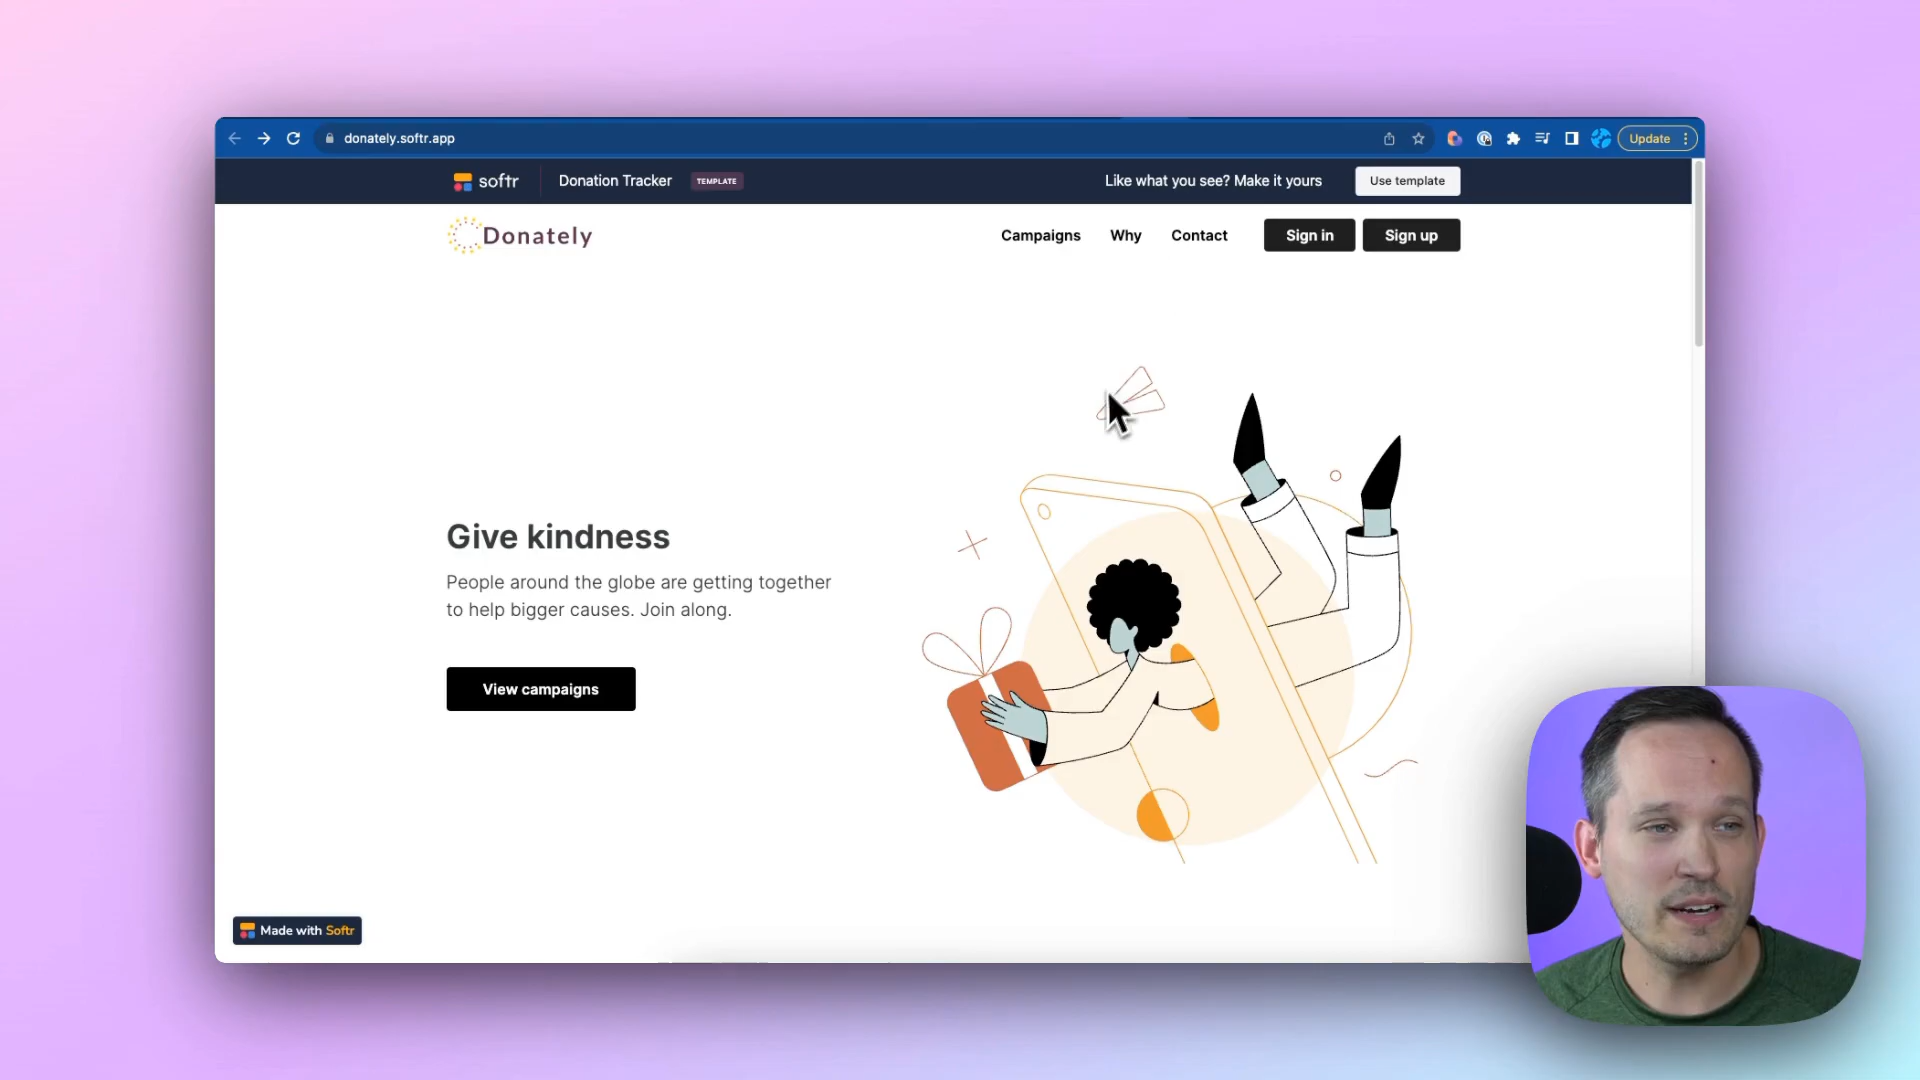 donately.softr.app
Update
softr
Donation Tracker
TEMPLATE
Like what you see? Make it yours
Use template
Donately
Campaigns
Why
Contact
Sign in
Sign up
Give kindness
People around the globe are getting together
to help bigger causes. Join along.
View campaigns
Made with Softr